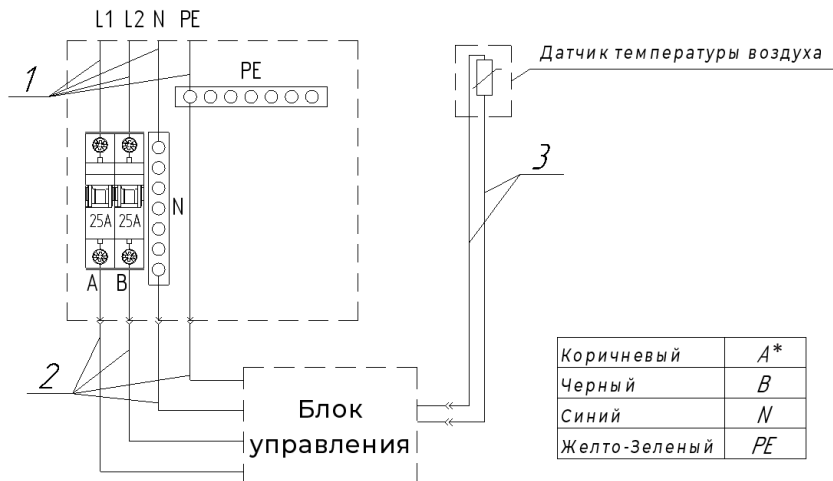 L1 L2 N PE
Датчик температуры воздуха
1
PE
3
N
25A 25A
A B
2
Блок
управления
Коричневый A*
Черный B
Синий N
Желто-Зеленый PE